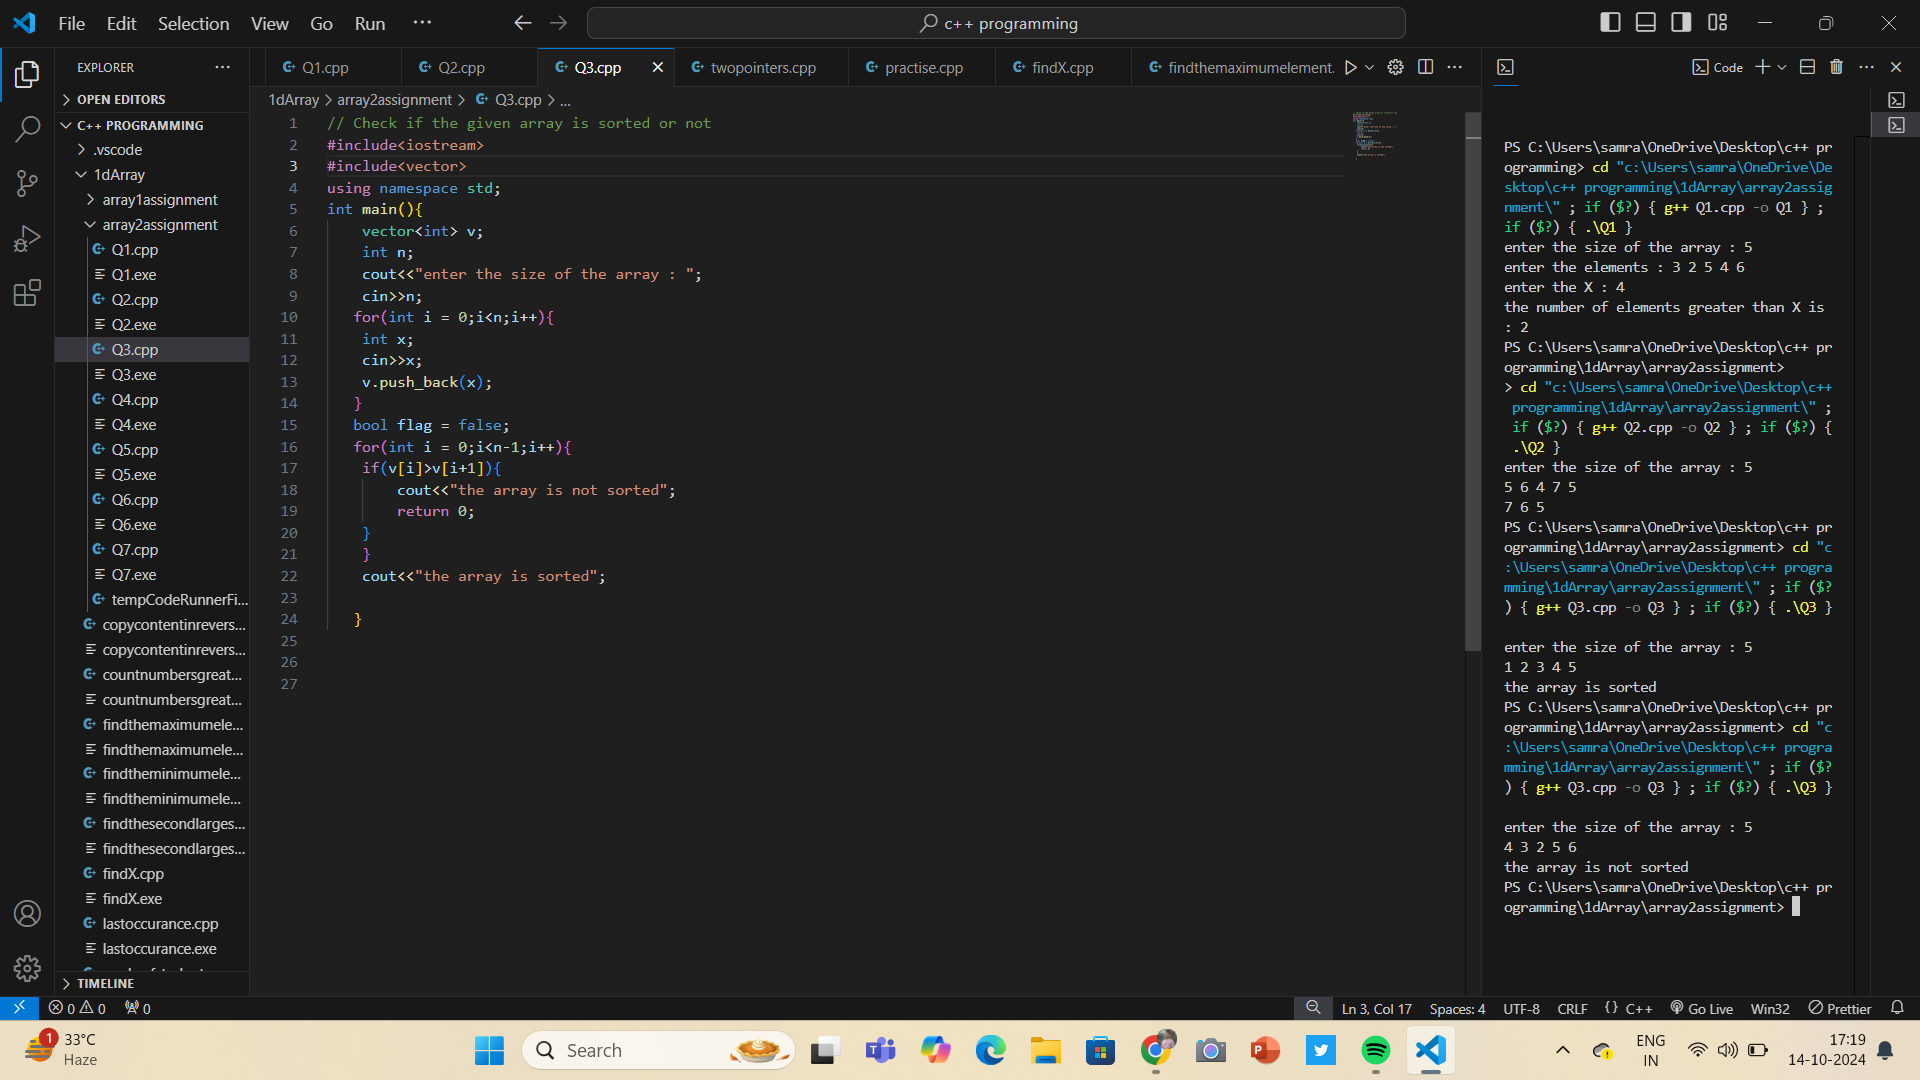 File Edit Selection View Go Run ···
c++ programming
EXPLORER ···
OPEN EDITORS
C++ PROGRAMMING
.vscode
1dArray
array1assignment
array2assignment
Q1.cpp
Q1.exe
Q2.cpp
Q2.exe
Q3.cpp
Q3.exe
Q4.cpp
Q4.exe
Q5.cpp
Q5.exe
Q6.cpp
Q6.exe
Q7.cpp
Q7.exe
tempCodeRunnerFi...
copycontentinrevers...
copycontentinrevers...
countnumbersgreat...
countnumbersgreat...
findthemaximumele...
findthemaximumele...
findtheminimumele...
findtheminimumele...
findthesecondlarges...
findthesecondlarges...
findX.cpp
findX.exe
lastoccurance.cpp
lastoccurance.exe
TIMELINE
Q1.cpp Q2.cpp Q3.cpp twopointers.cpp practise.cpp findX.cpp findthemaximumelement.
1dArray > array2assignment > Q3.cpp > ...
1 // Check if the given array is sorted or not
2 #include<iostream>
3 #include<vector>
4 using namespace std;
5 int main(){
6 vector<int> v;
7 int n;
8 cout<<"enter the size of the array : ";
9 cin>>n;
10 for(int i = 0;i<n;i++){
11 int x;
12 cin>>x;
13 v.push_back(x);
14 }
15 bool flag = false;
16 for(int i = 0;i<n-1;i++){
17 if(v[i]>v[i+1]){
18 cout<<"the array is not sorted";
19 return 0;
20 }
21 }
22 cout<<"the array is sorted";
23
24 }
25
26
27
Code
PS C:\Users\samra\OneDrive\Desktop\c++ pr
ogramming> cd "c:\Users\samra\OneDrive\De
sktop\c++ programming\1dArray\array2assig
nment\" ; if ($?) { g++ Q1.cpp -o Q1 } ;
if ($?) { .\Q1 }
enter the size of the array : 5
enter the elements : 3 2 5 4 6
enter the X : 4
the number of elements greater than X is
: 2
PS C:\Users\samra\OneDrive\Desktop\c++ pr
ogramming\1dArray\array2assignment>
> cd "c:\Users\samra\OneDrive\Desktop\c++
programming\1dArray\array2assignment\" ;
if ($?) { g++ Q2.cpp -o Q2 } ; if ($?) {
.\Q2 }
enter the size of the array : 5
5 6 4 7 5
7 6 5
PS C:\Users\samra\OneDrive\Desktop\c++ pr
ogramming\1dArray\array2assignment> cd "c
:\Users\samra\OneDrive\Desktop\c++ progra
mming\1dArray\array2assignment\" ; if ($?
) { g++ Q3.cpp -o Q3 } ; if ($?) { .\Q3 }
enter the size of the array : 5
1 2 3 4 5
the array is sorted
PS C:\Users\samra\OneDrive\Desktop\c++ pr
ogramming\1dArray\array2assignment> cd "c
:\Users\samra\OneDrive\Desktop\c++ progra
mming\1dArray\array2assignment\" ; if ($?
) { g++ Q3.cpp -o Q3 } ; if ($?) { .\Q3 }
enter the size of the array : 5
4 3 2 5 6
the array is not sorted
PS C:\Users\samra\OneDrive\Desktop\c++ pr
ogramming\1dArray\array2assignment>
0 0 0 Ln 3, Col 17 Spaces: 4 UTF-8 CRLF {} C++ Go Live Win32 Prettier
1 33°C
Haze
Search
ENG
IN
17:19
14-10-2024